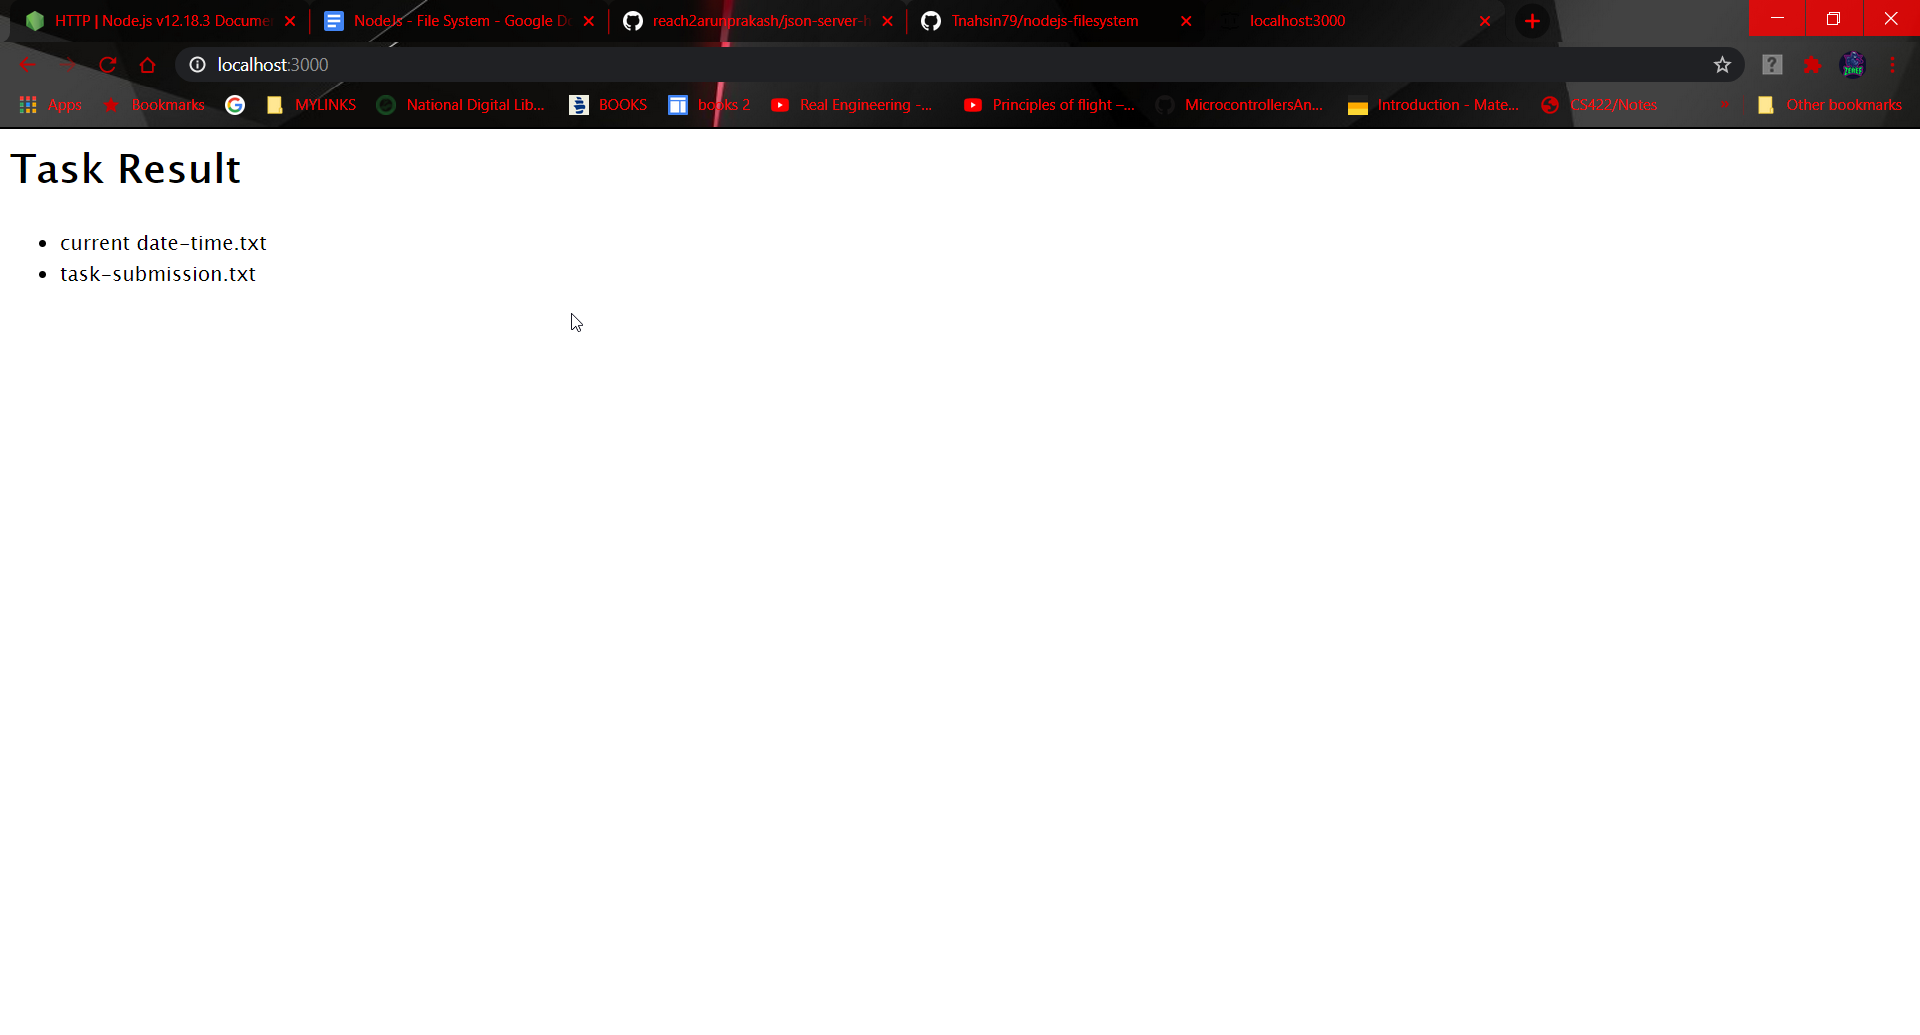 HTTP | Node.js v12.18.3 Docume
NodeJs - File System - Google Do
reach2arunprakash/json-server-h
Tnahsin79/nodejs-filesystem
localhost:3000
localhost:3000
Apps
Bookmarks
MYLINKS
National Digital Lib...
BOOKS
books 2
Real Engineering -...
Principles of flight –...
MicrocontrollersAn...
Introduction - Mate...
CS422/Notes
»
Other bookmarks
Task Result
• current date-time.txt
• task-submission.txt